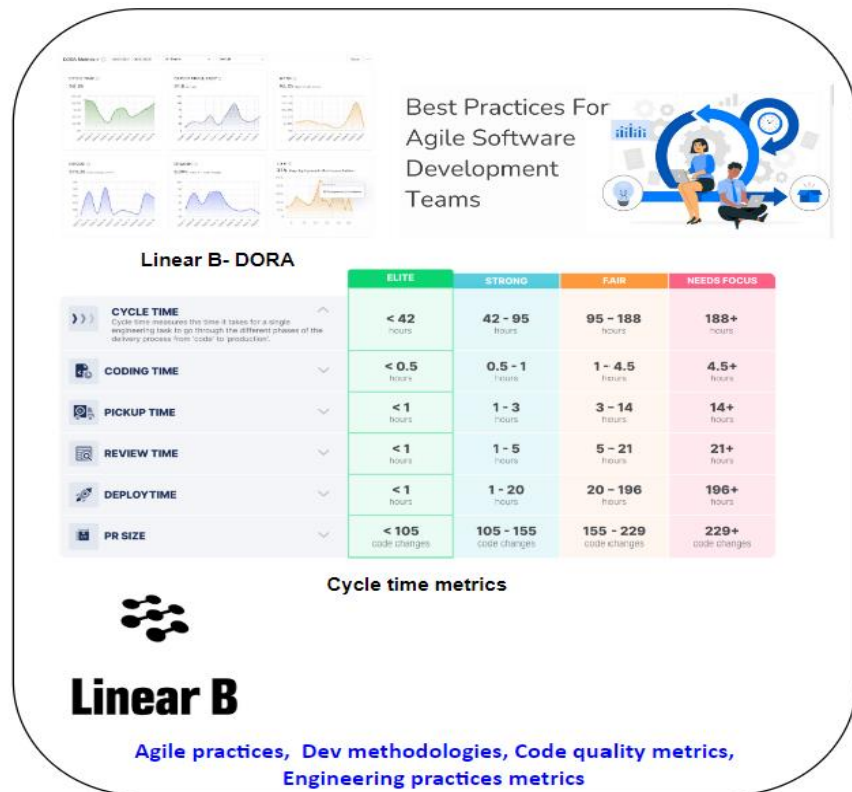 DORA Metrics
CYCLE TIME
Best Practices For
Agile Software
Development
Teams
Linear B- DORA
ELITE STRONG FAIR NEEDS FOCUS
CYCLE TIME
Cycle time measures the time it takes for a single
engineering task to go through the different phases of the
delivery process from 'code' to 'production'.
< 42 42 - 95 95 – 188 188+
hours hours hours hours
CODING TIME < 0.5 0.5 - 1 1 – 4.5 4.5+
hours hours hours hours
PICKUP TIME < 1 1 - 3 3 – 14 14+
hours hours hours hours
REVIEW TIME < 1 1 - 5 5 – 21 21+
hours hours hours hours
DEPLOY TIME < 1 1 - 20 20 – 196 196+
hours hours hours hours
PR SIZE < 105 105 - 155 155 - 229 229+
code changes code changes code changes code changes
Cycle time metrics
Linear B
Agile practices, Dev methodologies, Code quality metrics,
Engineering practices metrics